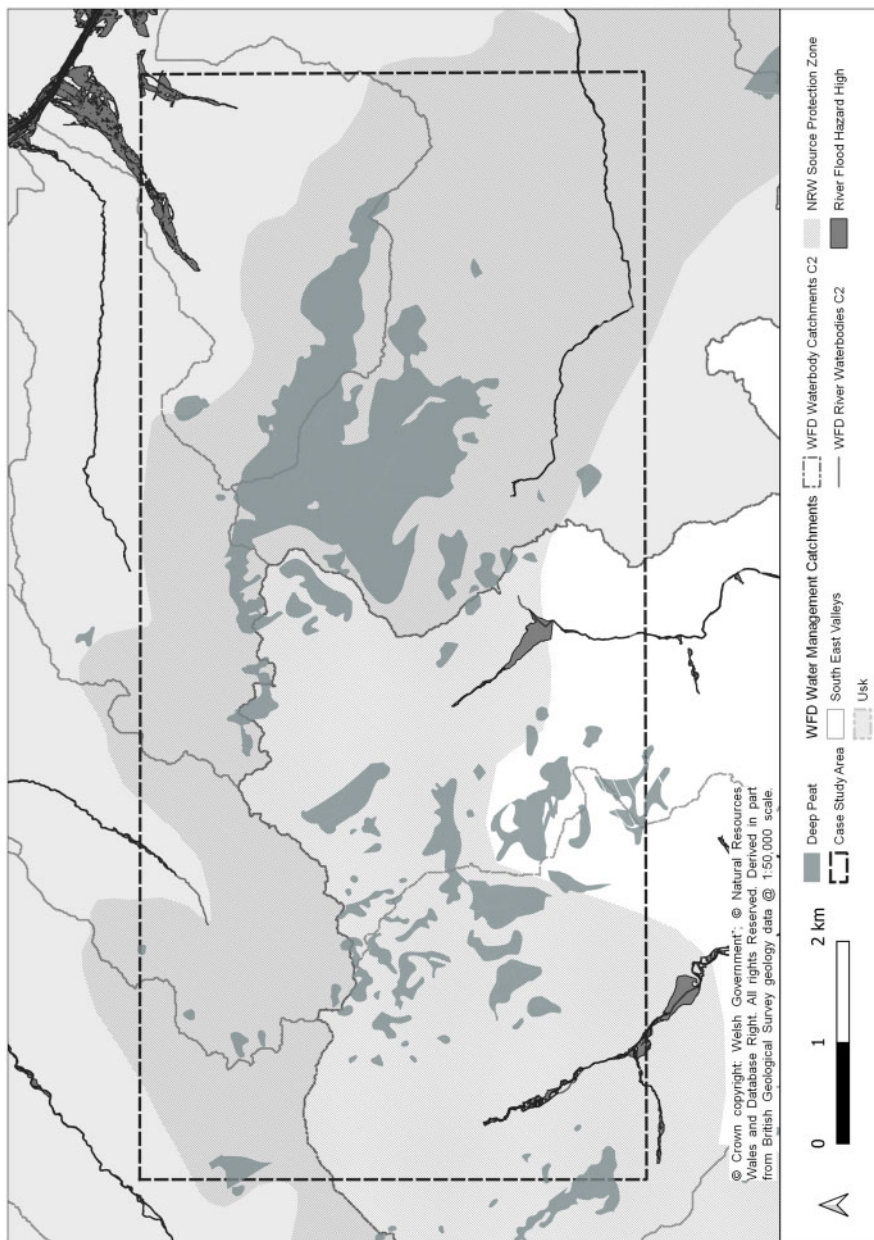 © Crown copyright: Welsh Government; © Natural Resources
Wales and Database Right. All rights Reserved. Derived in part
from British Geological Survey geology data @ 1:50,000 scale.
0
1
2 km
Deep Peat
Case Study Area
WFD Water Management Catchments
South East Valleys
Usk
WFD Waterbody Catchments C2
WFD River Waterbodies C2
NRW Source Protection Zone
River Flood Hazard High